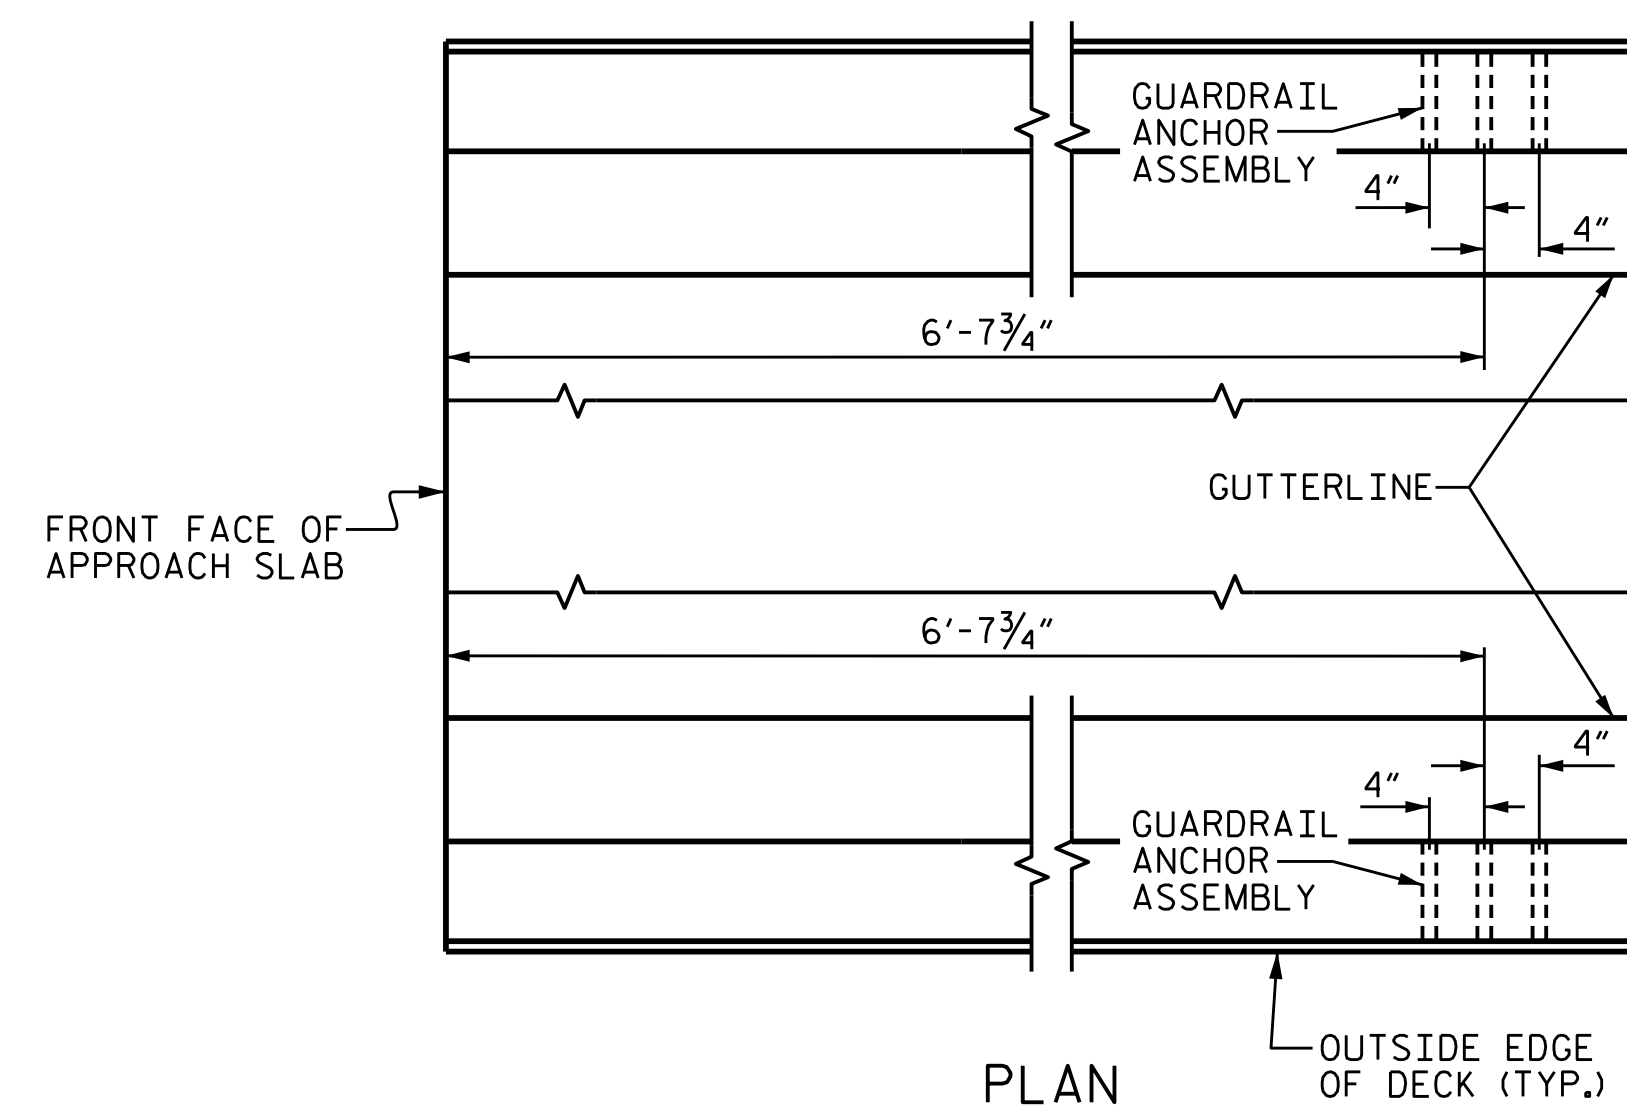 GUARDRAIL
ANCHOR
ASSEMBLY
4"
4"
6'-7¾"
GUTTERLINE
FRONT FACE OF
APPROACH SLAB
6'-7¾"
4"
4"
GUARDRAIL
ANCHOR
ASSEMBLY
OUTSIDE EDGE
OF DECK (TYP.)
PLAN